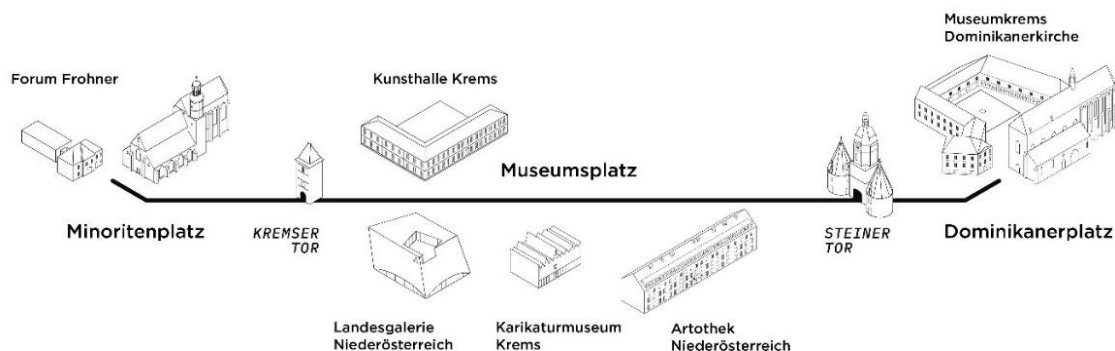 Museumkrems
Dominikanerkirche
Forum Frohner
Kunsthalle Krems
Museumsplatz
Minoritenplatz
KREMSER
TOR
STEINER
TOR
Dominikanerplatz
Landesgalerie
Niederösterreich
Karikaturmuseum
Krems
Artothek
Niederösterreich